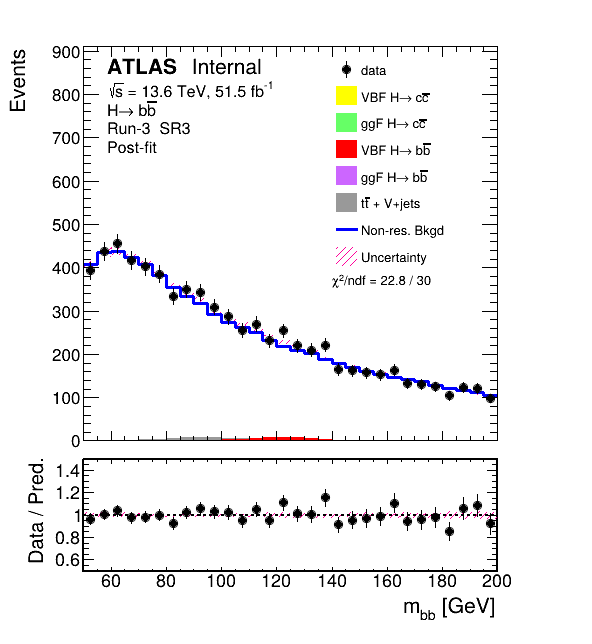 Events
900
800
700
600
500
400
300
200
100
0
ATLAS Internal
√s = 13.6 TeV, 51.5 fb⁻¹
H→ bb̅
Run-3 SR3
Post-fit
data
VBF H→ cc̅
ggF H→ cc̅
VBF H→ bb̅
ggF H→ bb̅
tt̅ + V+jets
Non-res. Bkgd
Uncertainty
χ²/ndf = 22.8 / 30
Data / Pred.
1.4
1.2
1
0.8
0.6
60 80 100 120 140 160 180 200
m_bb [GeV]